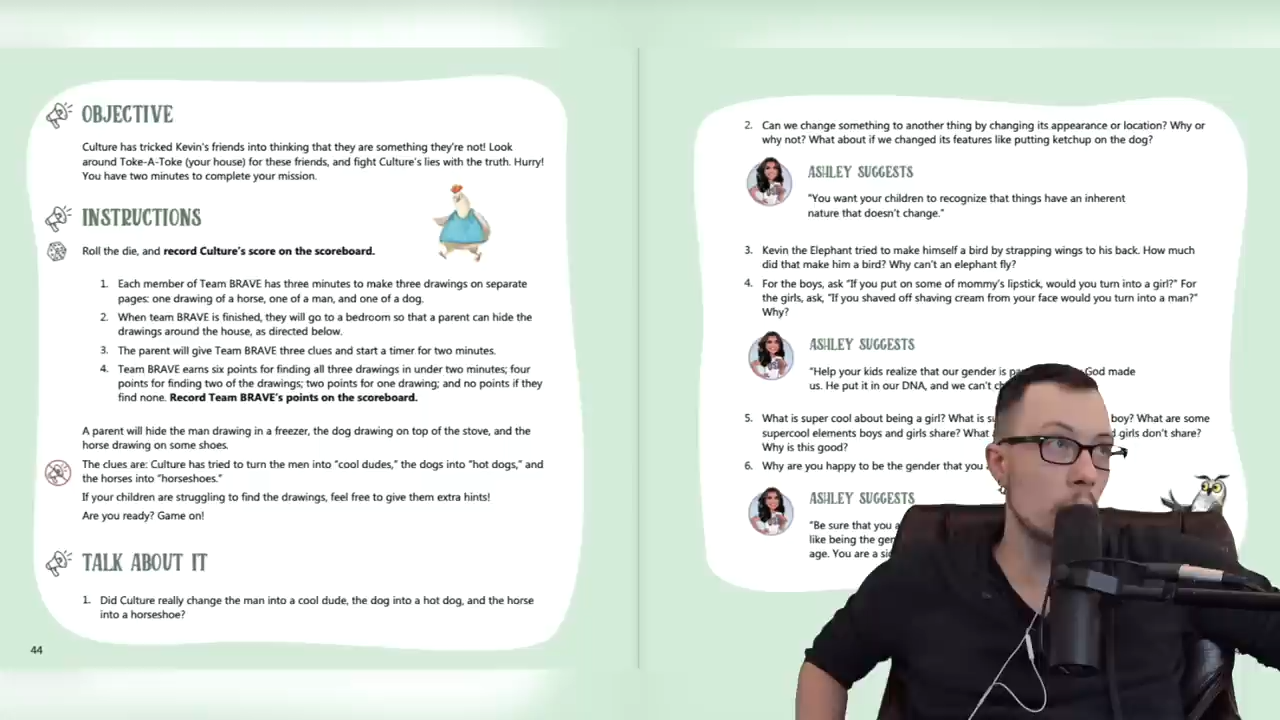 OBJECTIVE
Culture has tricked Kevin's friends into thinking that they are something they're not! Look
around Toke-A-Toke (your house) for these friends, and fight Culture's lies with the truth. Hurry!
You have two minutes to complete your mission.
INSTRUCTIONS
Roll the die, and record Culture's score on the scoreboard.
1. Each member of Team BRAVE has three minutes to make three drawings on separate
pages: one drawing of a horse, one of a man, and one of a dog.
2. When team BRAVE is finished, they will go to a bedroom so that a parent can hide the
drawings around the house, as directed below.
3. The parent will give Team BRAVE three clues and start a timer for two minutes.
4. Team BRAVE earns six points for finding all three drawings in under two minutes; four
points for finding two of the drawings; two points for one drawing; and no points if they
find none. Record Team BRAVE's points on the scoreboard.
A parent will hide the man drawing in a freezer, the dog drawing on top of the stove, and the
horse drawing on some shoes.
The clues are: Culture has tried to turn the men into "cool dudes," the dogs into "hot dogs," and
the horses into "horseshoes."
If your children are struggling to find the drawings, feel free to give them extra hints!
Are you ready? Game on!
TALK ABOUT IT
1. Did Culture really change the man into a cool dude, the dog into a hot dog, and the horse
into a horseshoe?
44
2. Can we change something to another thing by changing its appearance or location? Why or
why not? What about if we changed its features like putting ketchup on the dog?
ASHLEY SUGGESTS
"You want your children to recognize that things have an inherent
nature that doesn't change."
3. Kevin the Elephant tried to make himself a bird by strapping wings to his back. How much
did that make him a bird? Why can't an elephant fly?
4. For the boys, ask "If you put on some of mommy's lipstick, would you turn into a girl?" For
the girls, ask, "If you shaved off shaving cream from your face would you turn into a man?"
Why?
ASHLEY SUGGESTS
"Help your kids realize that our gender is God made
us. He put it in our DNA, and we can't
5. What is super cool about being a girl? What is boy? What are some
supercool elements boys and girls share? What girls don't share?
Why is this good?
6. Why are you happy to be the gender that you
ASHLEY SUGGESTS
"Be sure that you
like being the
age. You are a